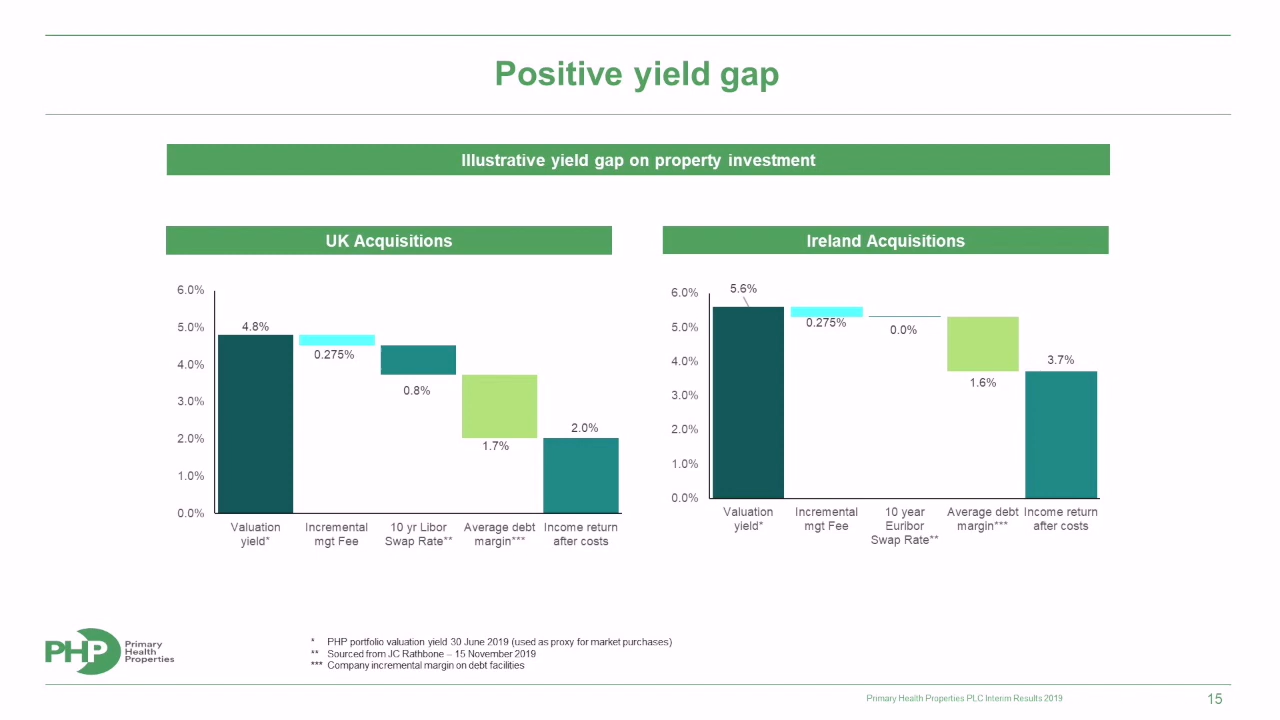 Positive yield gap
Illustrative yield gap on property investment
UK Acquisitions
6.0%
5.0%
4.0%
3.0%
2.0%
1.0%
0.0%
4.8%
0.275%
0.8%
1.7%
2.0%
Valuation
yield*
Incremental
mgt Fee
10 yr Libor
Swap Rate**
Average debt
margin***
Income return
after costs
Ireland Acquisitions
6.0%
5.0%
4.0%
3.0%
2.0%
1.0%
0.0%
5.6%
0.275%
0.0%
1.6%
3.7%
Valuation
yield*
Incremental
mgt Fee
10 year
Euribor
Swap Rate**
Average debt
margin***
Income return
after costs
PHP
Primary
Health
Properties
* PHP portfolio valuation yield 30 June 2019 (used as proxy for market purchases)
** Sourced from JC Rathbone – 15 November 2019
*** Company incremental margin on debt facilities
Primary Health Properties PLC Interim Results 2019
15